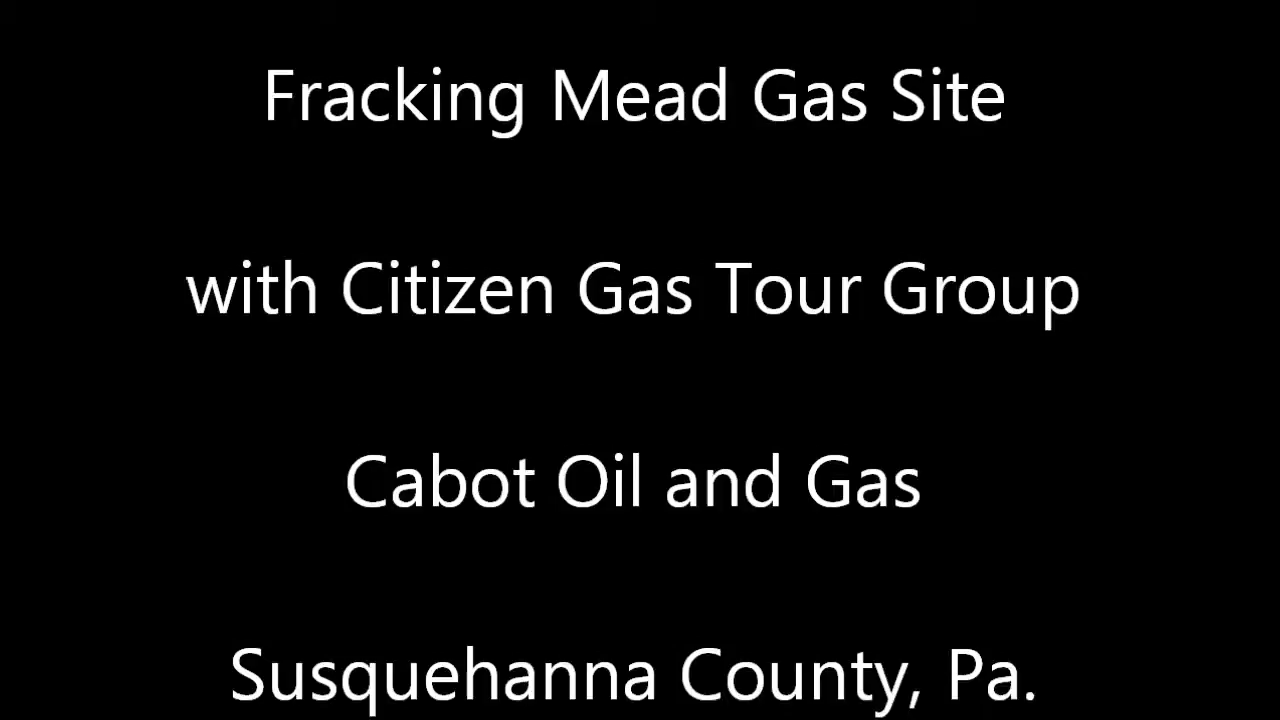 Fracking Mead Gas Site
with Citizen Gas Tour Group
Cabot Oil and Gas
Susquehanna County, Pa.